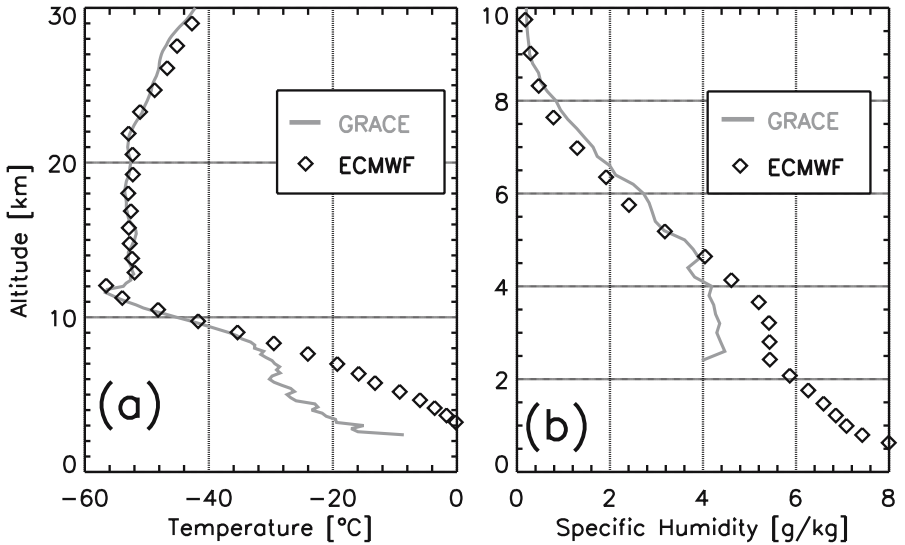 30
20
10
0
Altitude [km]
GRACE
ECMWF
(a)
−60 −40 −20 0
Temperature [°C]
10
8
6
4
2
0
GRACE
ECMWF
(b)
0 2 4 6 8
Specific Humidity [g/kg]